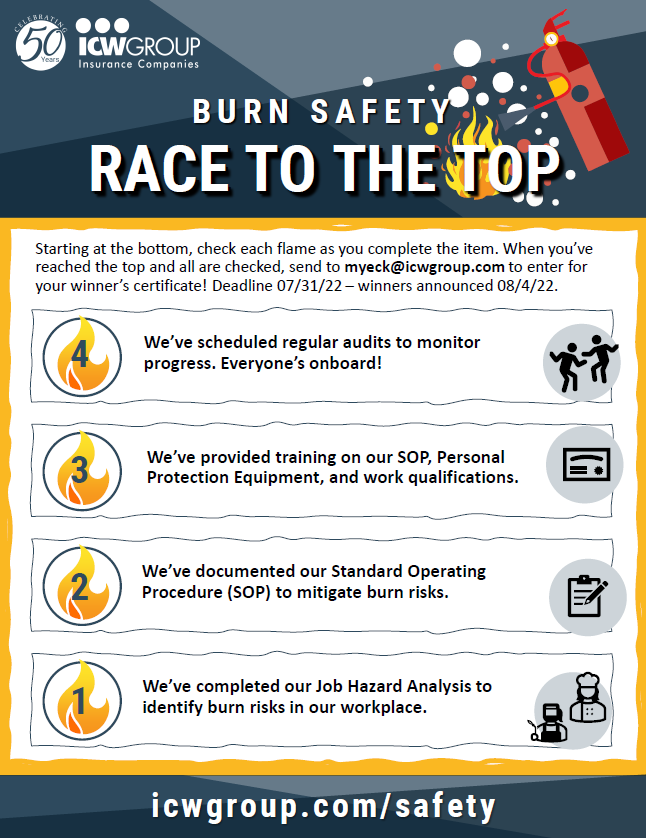 CELEBRATING
50
Years
ICWGROUP
Insurance Companies
BURN SAFETY
RACE TO THE TOP
Starting at the bottom, check each flame as you complete the item. When you’ve
reached the top and all are checked, send to myeck@icwgroup.com to enter for
your winner’s certificate! Deadline 07/31/22 – winners announced 08/4/22.
4
We’ve scheduled regular audits to monitor
progress. Everyone’s onboard!
3
We’ve provided training on our SOP, Personal
Protection Equipment, and work qualifications.
2
We’ve documented our Standard Operating
Procedure (SOP) to mitigate burn risks.
1
We’ve completed our Job Hazard Analysis to
identify burn risks in our workplace.
icwgroup.com/safety